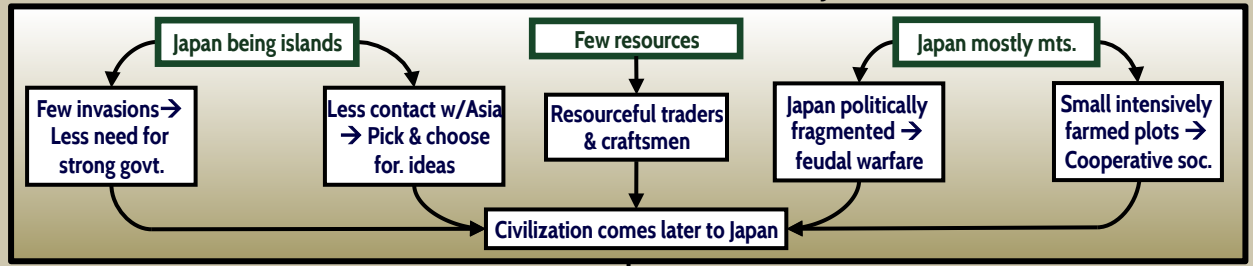 Japan being islands
Few resources
Japan mostly mts.
Few invasions→
Less need for
strong govt.
Less contact w/Asia
→ Pick & choose
for. ideas
Resourceful traders
& craftsmen
Japan politically
fragmented →
feudal warfare
Small intensively
farmed plots →
Cooperative soc.
Civilization comes later to Japan